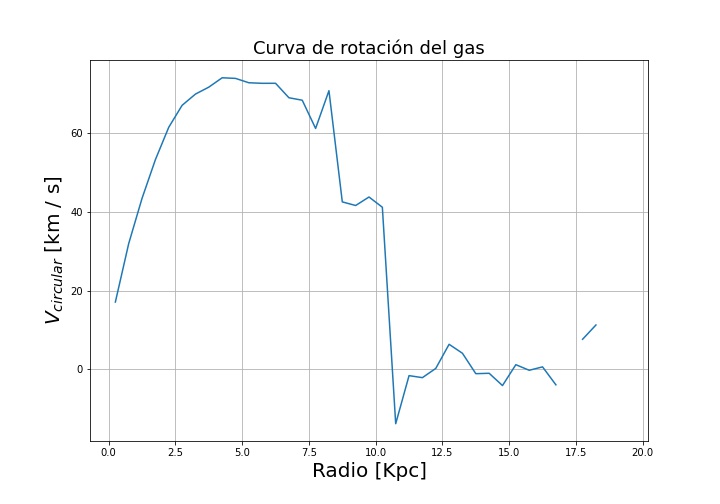 Curva de rotación del gas
V_circular [km / s]
60
40
20
0
0.0 2.5 5.0 7.5 10.0 12.5 15.0 17.5 20.0
Radio [Kpc]